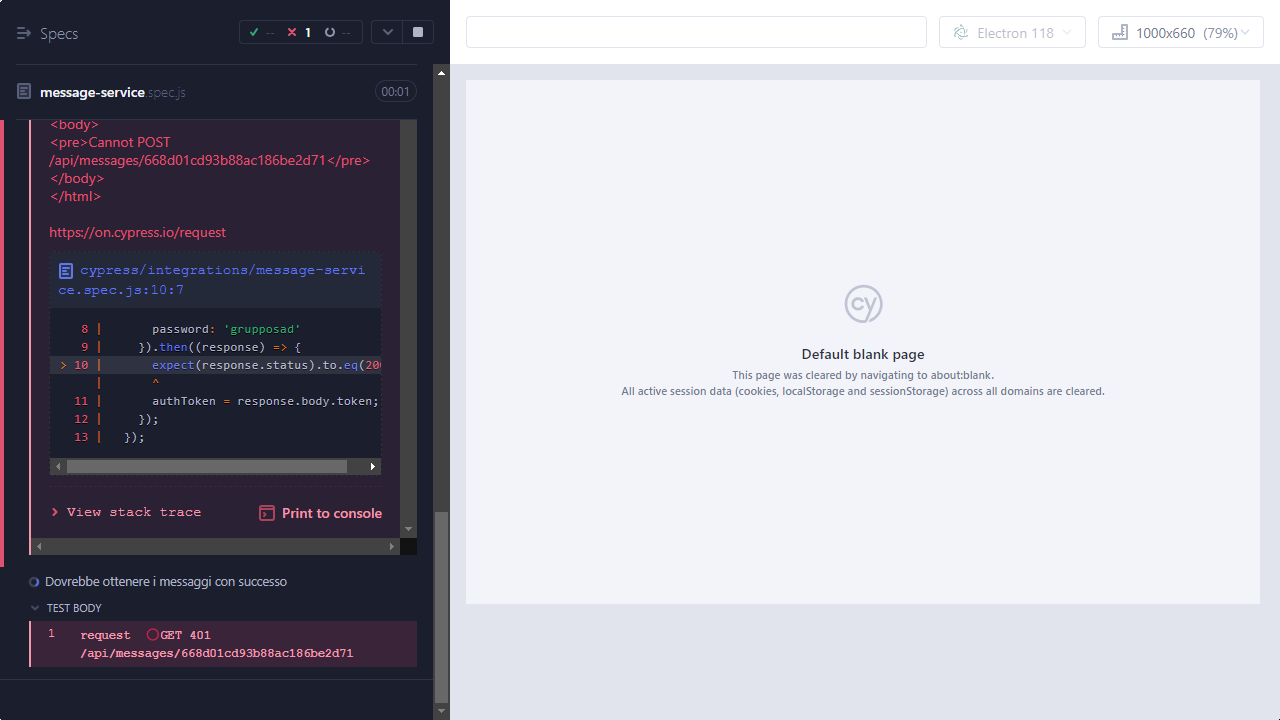 Specs
-- 1 --
Electron 118
1000x660 (79%)
message-service.spec.js
00:01
<body>
<pre>Cannot POST
/api/messages/668d01cd93b88ac186be2d71</pre>
</body>
</html>
https://on.cypress.io/request
cypress/integrations/message-servi
ce.spec.js:10:7
8 | password: 'grupposad'
9 | }).then((response) => {
> 10 | expect(response.status).to.eq(20
| ^
11 | authToken = response.body.token;
12 | });
13 | });
> View stack trace
Print to console
Dovrebbe ottenere i messaggi con successo
TEST BODY
1 request GET 401
/api/messages/668d01cd93b88ac186be2d71
cy
Default blank page
This page was cleared by navigating to about:blank.
All active session data (cookies, localStorage and sessionStorage) across all domains are cleared.